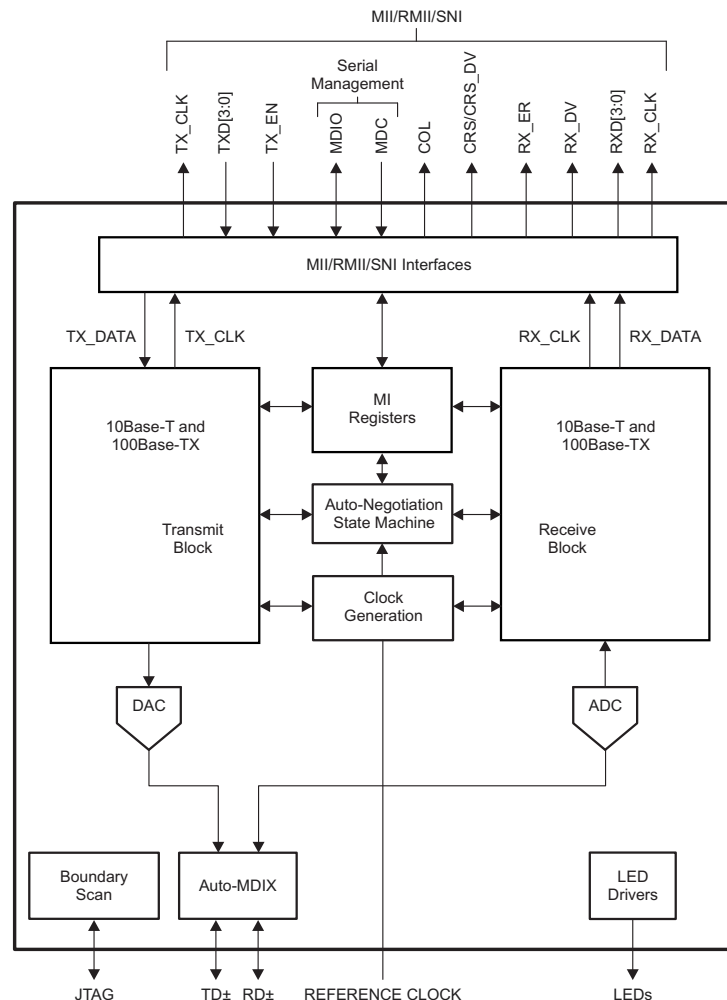 MII/RMII/SNI
Serial
Management
TX_CLK
TXD[3:0]
TX_EN
MDIO
MDC
COL
CRS/CRS_DV
RX_ER
RX_DV
RXD[3:0]
RX_CLK
MII/RMII/SNI Interfaces
TX_DATA
TX_CLK
RX_CLK
RX_DATA
10Base-T and
100Base-TX
Transmit
Block
MI
Registers
Auto-Negotiation
State Machine
Clock
Generation
10Base-T and
100Base-TX
Receive
Block
DAC
ADC
Boundary
Scan
Auto-MDIX
LED
Drivers
JTAG
TD±
RD±
REFERENCE CLOCK
LEDs